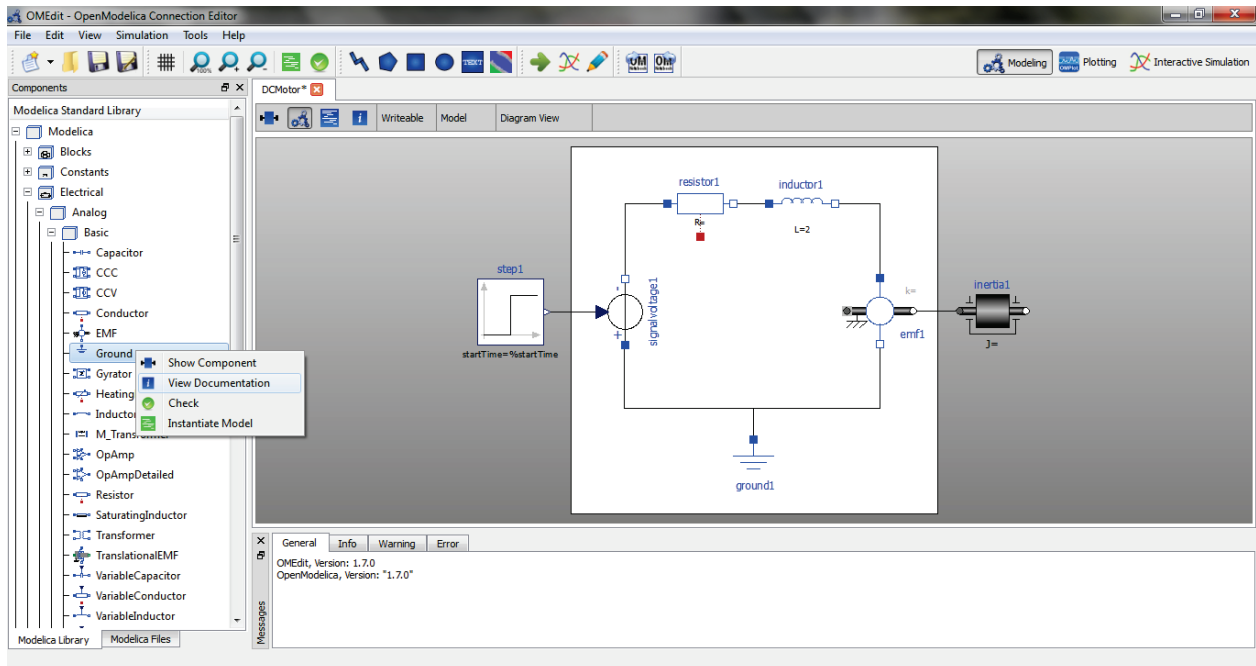 OMEdit - OpenModelica Connection Editor
File Edit View Simulation Tools Help
100% TEXT OM OM Modeling Plotting Interactive Simulation
Components
DCMotor*
Modelica Standard Library
Writeable Model Diagram View
Modelica
Blocks
Constants
Electrical
Analog
Basic
Capacitor
CCC
CCV
Conductor
EMF
Ground
Gyrator
Heating
Inductor
M_Transformer
OpAmp
OpAmpDetailed
Resistor
SaturatingInductor
Transformer
TranslationalEMF
VariableCapacitor
VariableConductor
VariableInductor
Modelica Library Modelica Files
Show Component
View Documentation
Check
Instantiate Model
resistor1
R=
inductor1
L=2
step1
startTime=%startTime
signalvoltage1
- 
+
k=
emf1
inertia1
J=
ground1
General Info Warning Error
OMEdit, Version: 1.7.0
OpenModelica, Version: "1.7.0"
Messages